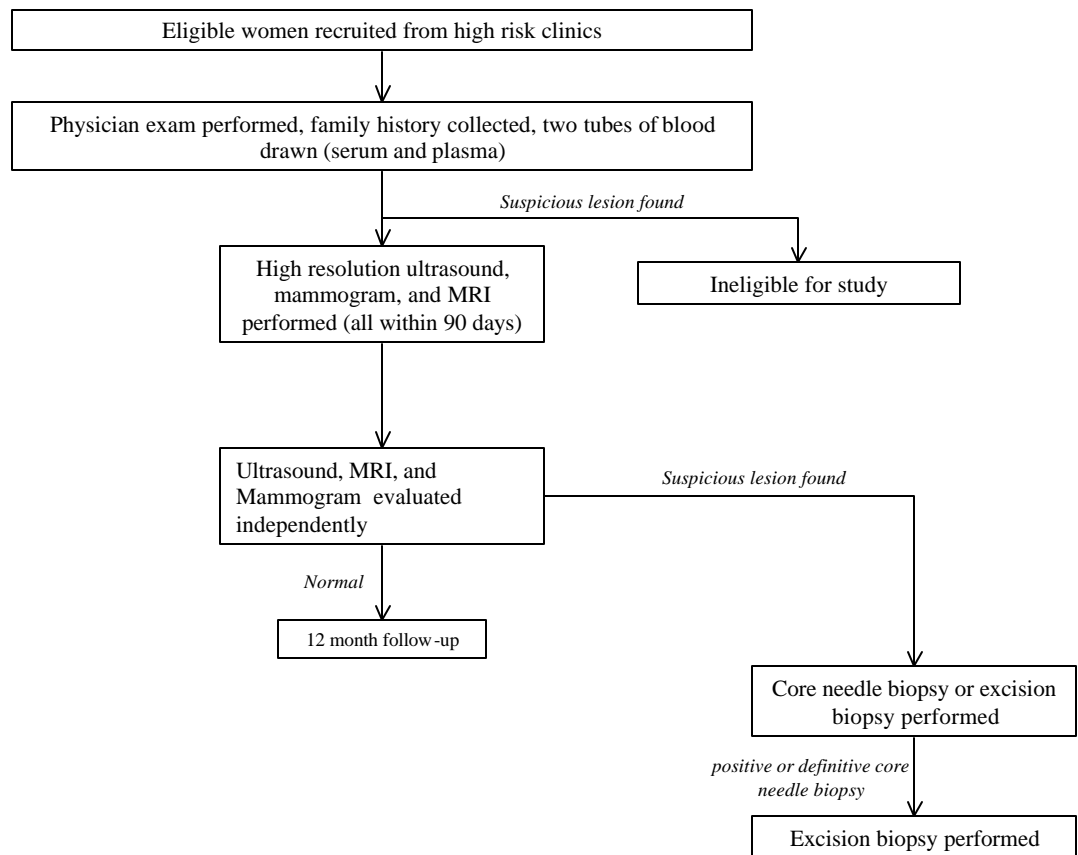 Eligible women recruited from high risk clinics
Physician exam performed, family history collected, two tubes of blood
drawn (serum and plasma)
Suspicious lesion found
High resolution ultrasound,
mammogram, and MRI
performed (all within 90 days)
Ineligible for study
Ultrasound, MRI, and
Mammogram evaluated
independently
Suspicious lesion found
Normal
12 month follow-up
Core needle biopsy or excision
biopsy performed
positive or definitive core
needle biopsy
Excision biopsy performed